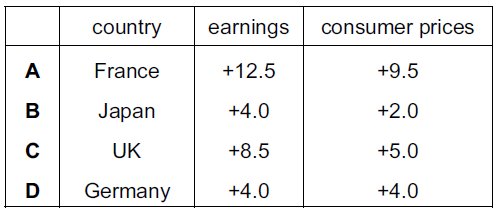 country earnings consumer prices
A France +12.5 +9.5
B Japan +4.0 +2.0
C UK +8.5 +5.0
D Germany +4.0 +4.0